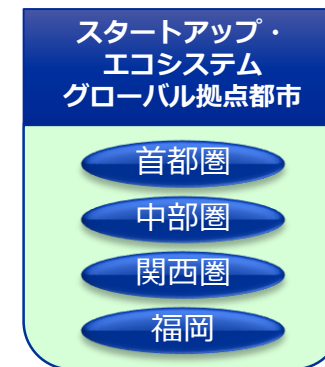 スタートアップ・
エコシステム
グローバル拠点都市
首都圏
中部圏
関西圏
福岡